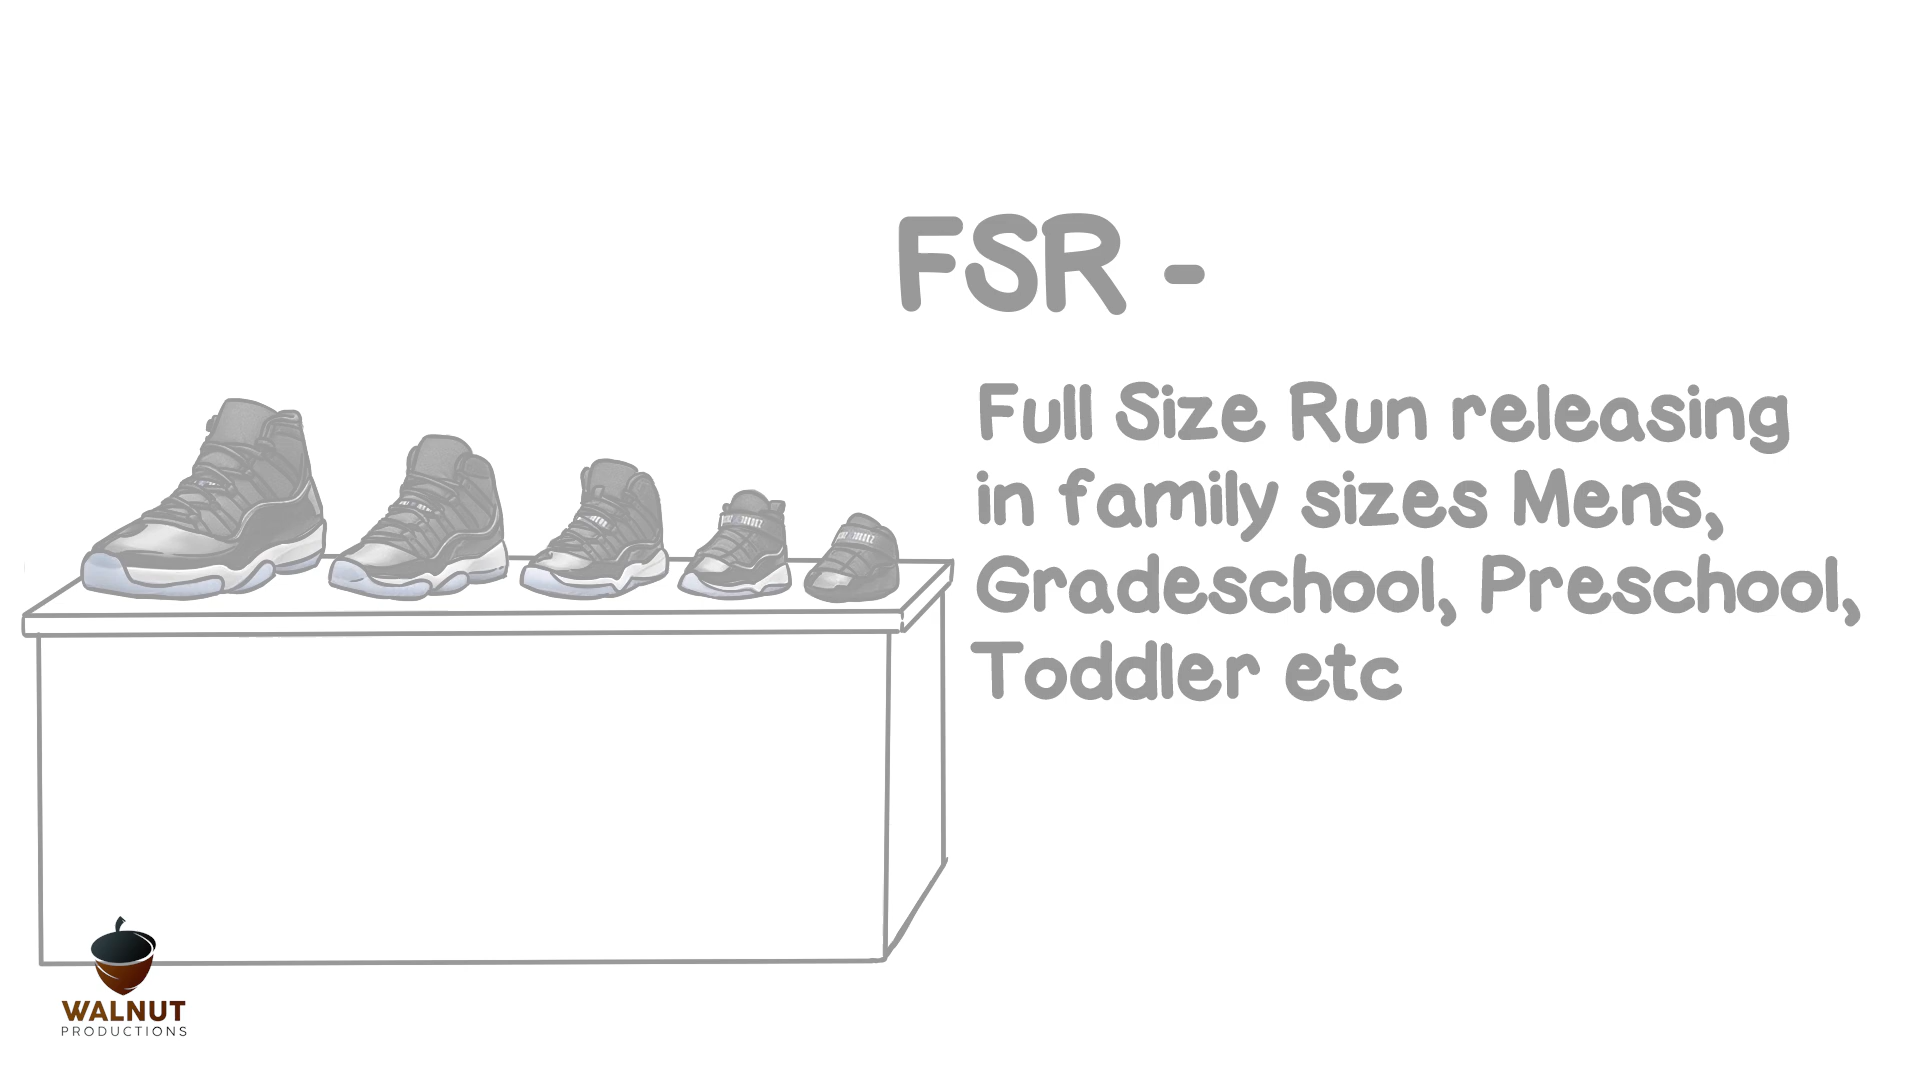 FSR -
Full Size Run releasing
in family sizes Mens,
Gradeschool, Preschool,
Toddler etc
WALNUT
PRODUCTIONS